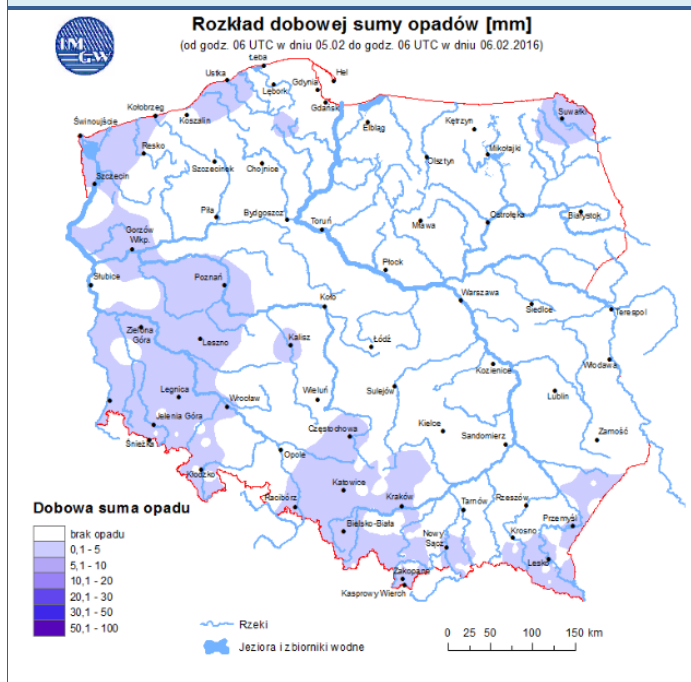 Rozkład dobowej sumy opadów [mm]
(od godz. 06 UTC w dniu 05.02 do godz. 06 UTC w dniu 06.02.2016)
IM
GW
Łeba
Hel
Ustka
Gdynia
Lębork
Gdańsk
Kołobrzeg
Koszalin
Suwałki
Świnoujście
Elbląg
Kętrzyn
Resko
Mikołajki
Szczecinek
Chojnice
Olsztyn
Szczecin
Piła
Bydgoszcz
Toruń
Mława
Ostrołęka
Białystok
Gorzów
Wlkp.
Płock
Słubice
Poznań
Koło
Warszawa
Siedlce
Terespol
Zielona
Góra
Leszno
Kalisz
Łódź
Kozienice
Włodawa
Legnica
Wrocław
Wieluń
Sulejów
Lublin
Jelenia Góra
Częstochowa
Kielce
Sandomierz
Zamość
Śnieżka
Opole
Kłodzko
Katowice
Racibórz
Kraków
Tarnów
Rzeszów
Bielsko-Biała
Nowy
Sącz
Krosno
Przemyśl
Lesko
Zakopane
Kasprowy Wierch
Dobowa suma opadu
brak opadu
0,1 - 5
5,1 - 10
10,1 - 20
20,1 - 30
30,1 - 50
50,1 - 100
Rzeki
Jeziora i zbiorniki wodne
0 25 50 100 150 km